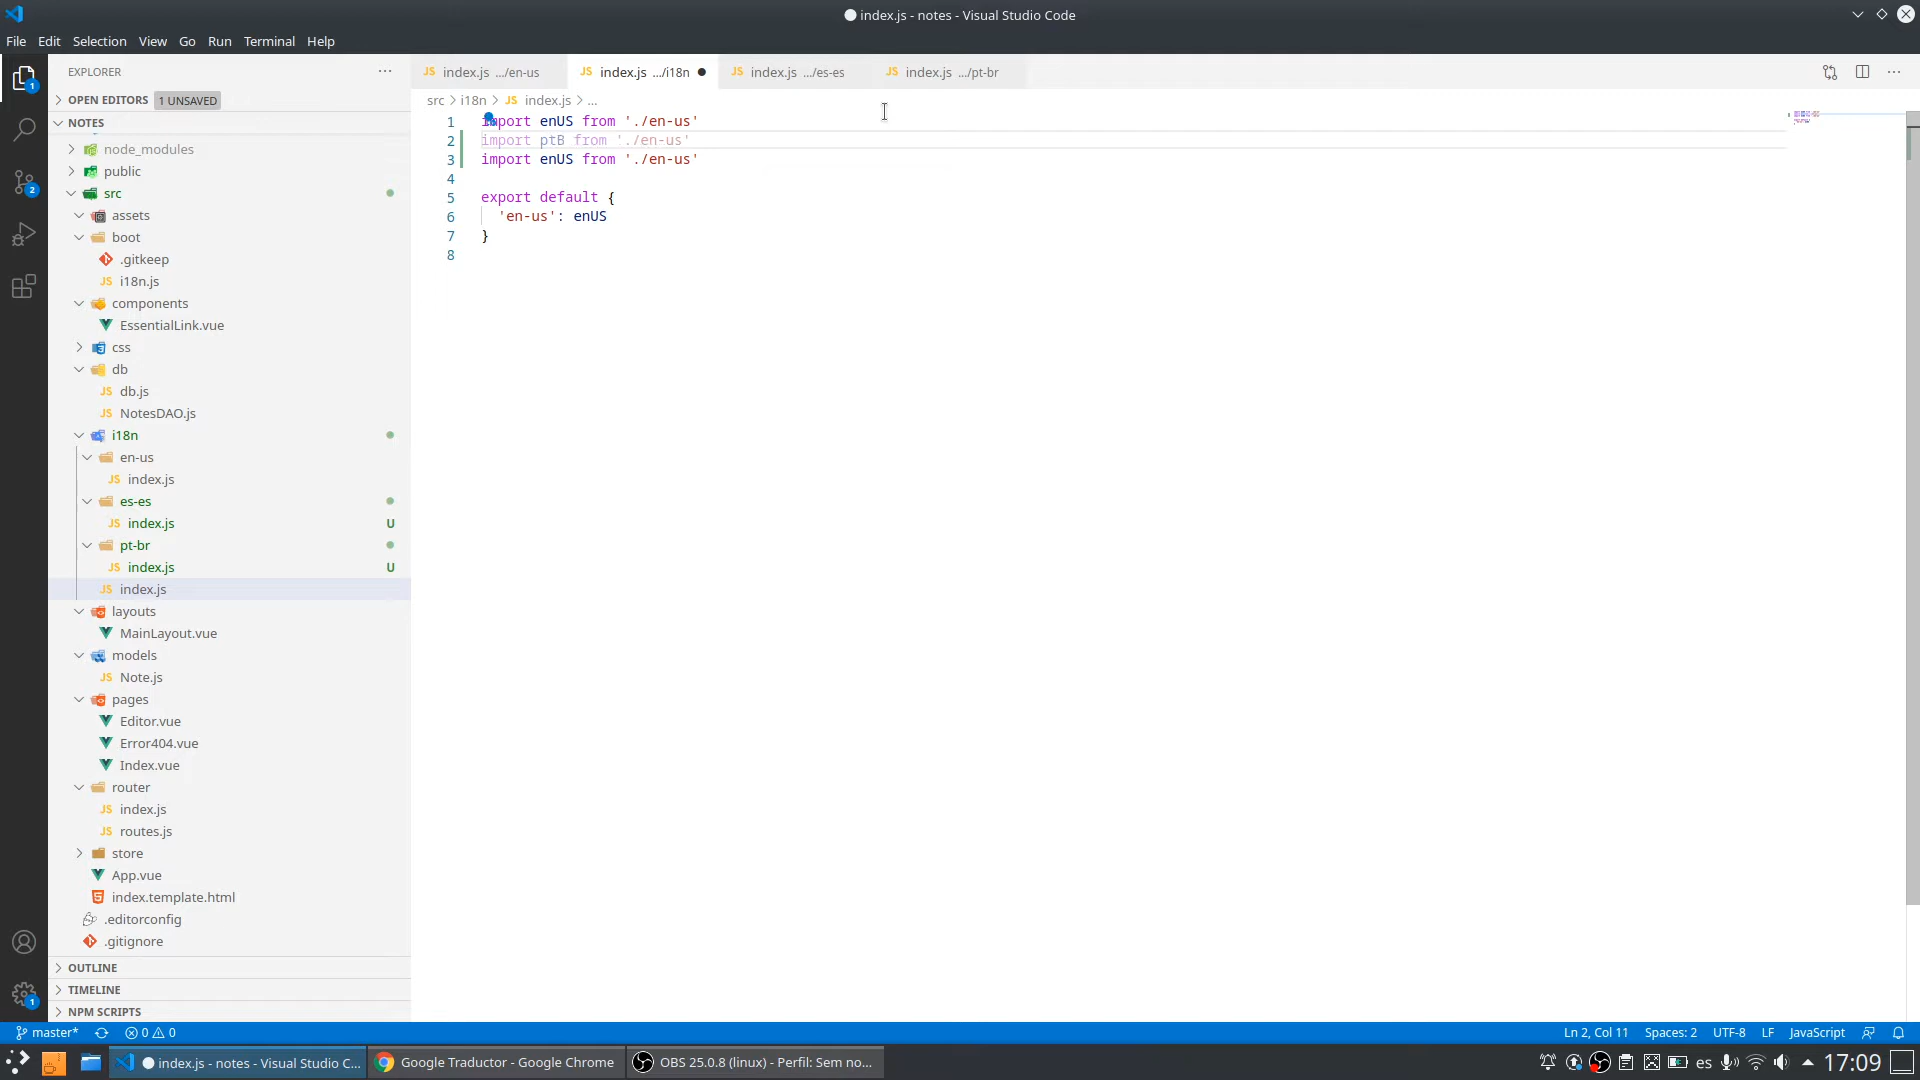 index.js - notes - Visual Studio Code
File Edit Selection View Go Run Terminal Help
EXPLORER
OPEN EDITORS 1 UNSAVED
NOTES
node_modules
public
src
assets
boot
.gitkeep
i18n.js
components
EssentialLink.vue
css
db
db.js
NotesDAO.js
i18n
en-us
index.js
es-es
index.js U
pt-br
index.js U
index.js
layouts
MainLayout.vue
models
Note.js
pages
Editor.vue
Error404.vue
Index.vue
router
index.js
routes.js
store
App.vue
index.template.html
.editorconfig
.gitignore
OUTLINE
TIMELINE
NPM SCRIPTS
JS index.js .../en-us JS index.js .../i18n JS index.js .../es-es JS index.js .../pt-br
src > i18n > JS index.js > ...
1 import enUS from './en-us'
2 import ptB from './en-us'
3 import enUS from './en-us'
4
5 export default {
6 'en-us': enUS
7 }
8
master* 0 0 Ln 2, Col 11 Spaces: 2 UTF-8 LF JavaScript
index.js - notes - Visual Studio C... Google Traductor - Google Chrome OBS 25.0.8 (linux) - Perfil: Sem no... es 17:09